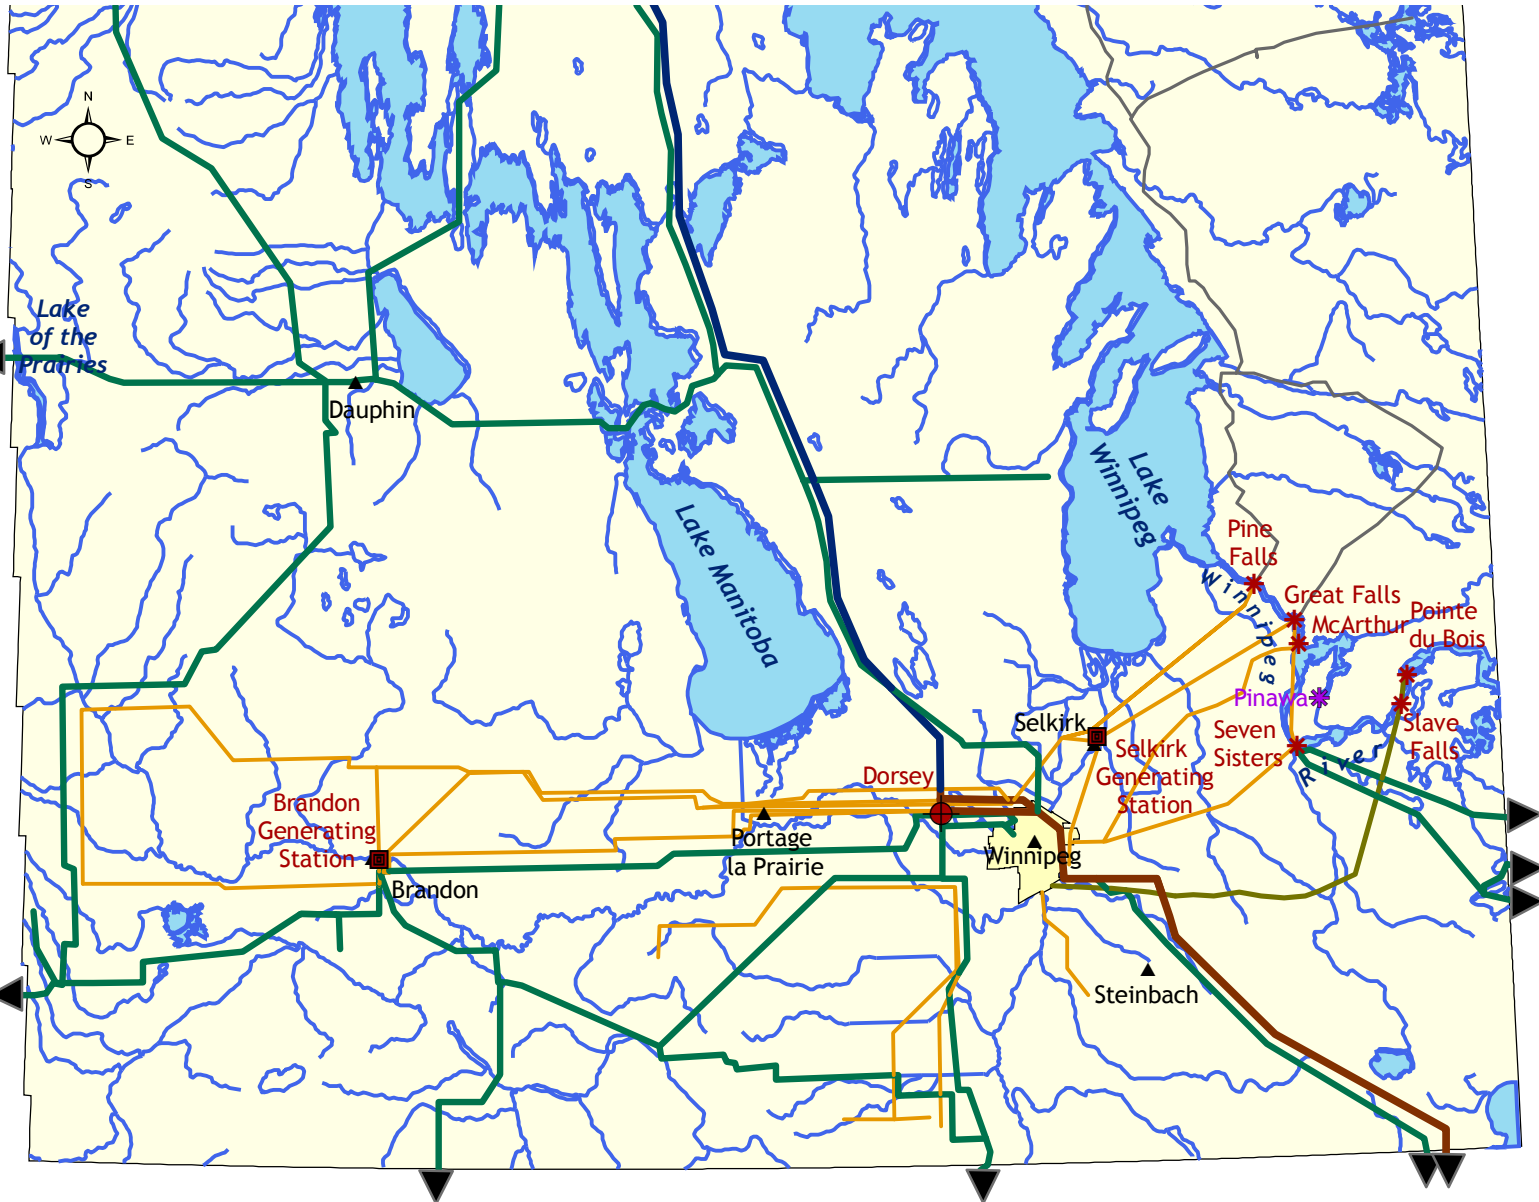 N
W
E
S
Lake
of the
Prairies
Dauphin
Lake
Winnipeg
Lake Manitoba
Pine
Falls
Winnipeg
River
Great Falls
McArthur
Pointe
du Bois
Pinawa
Slave
Falls
Seven
Sisters
Selkirk
Selkirk
Generating
Station
Dorsey
Brandon
Generating
Station
Brandon
Portage
la Prairie
Winnipeg
Steinbach